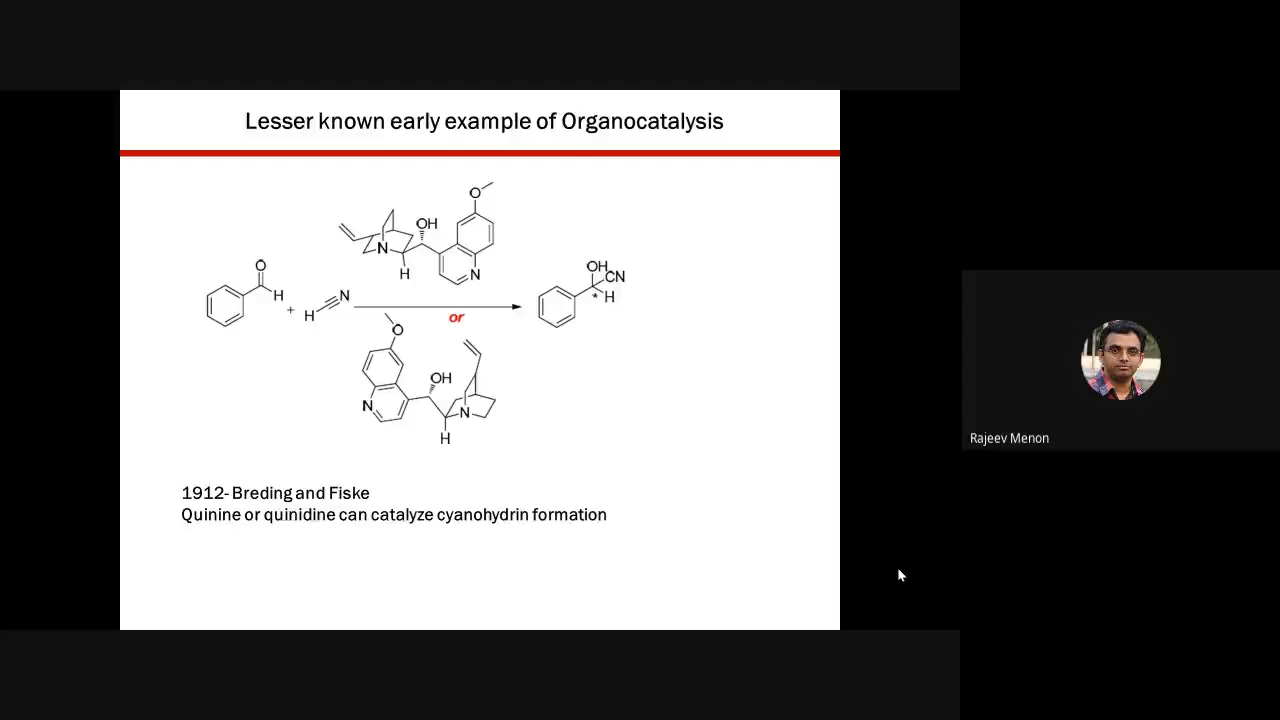 Lesser known early example of Organocatalysis
O
OH
N
H
N
O
H
+
H
N
or
OH
CN
*
H
O
N
OH
N
H
1912- Breding and Fiske
Quinine or quinidine can catalyze cyanohydrin formation
Rajeev Menon